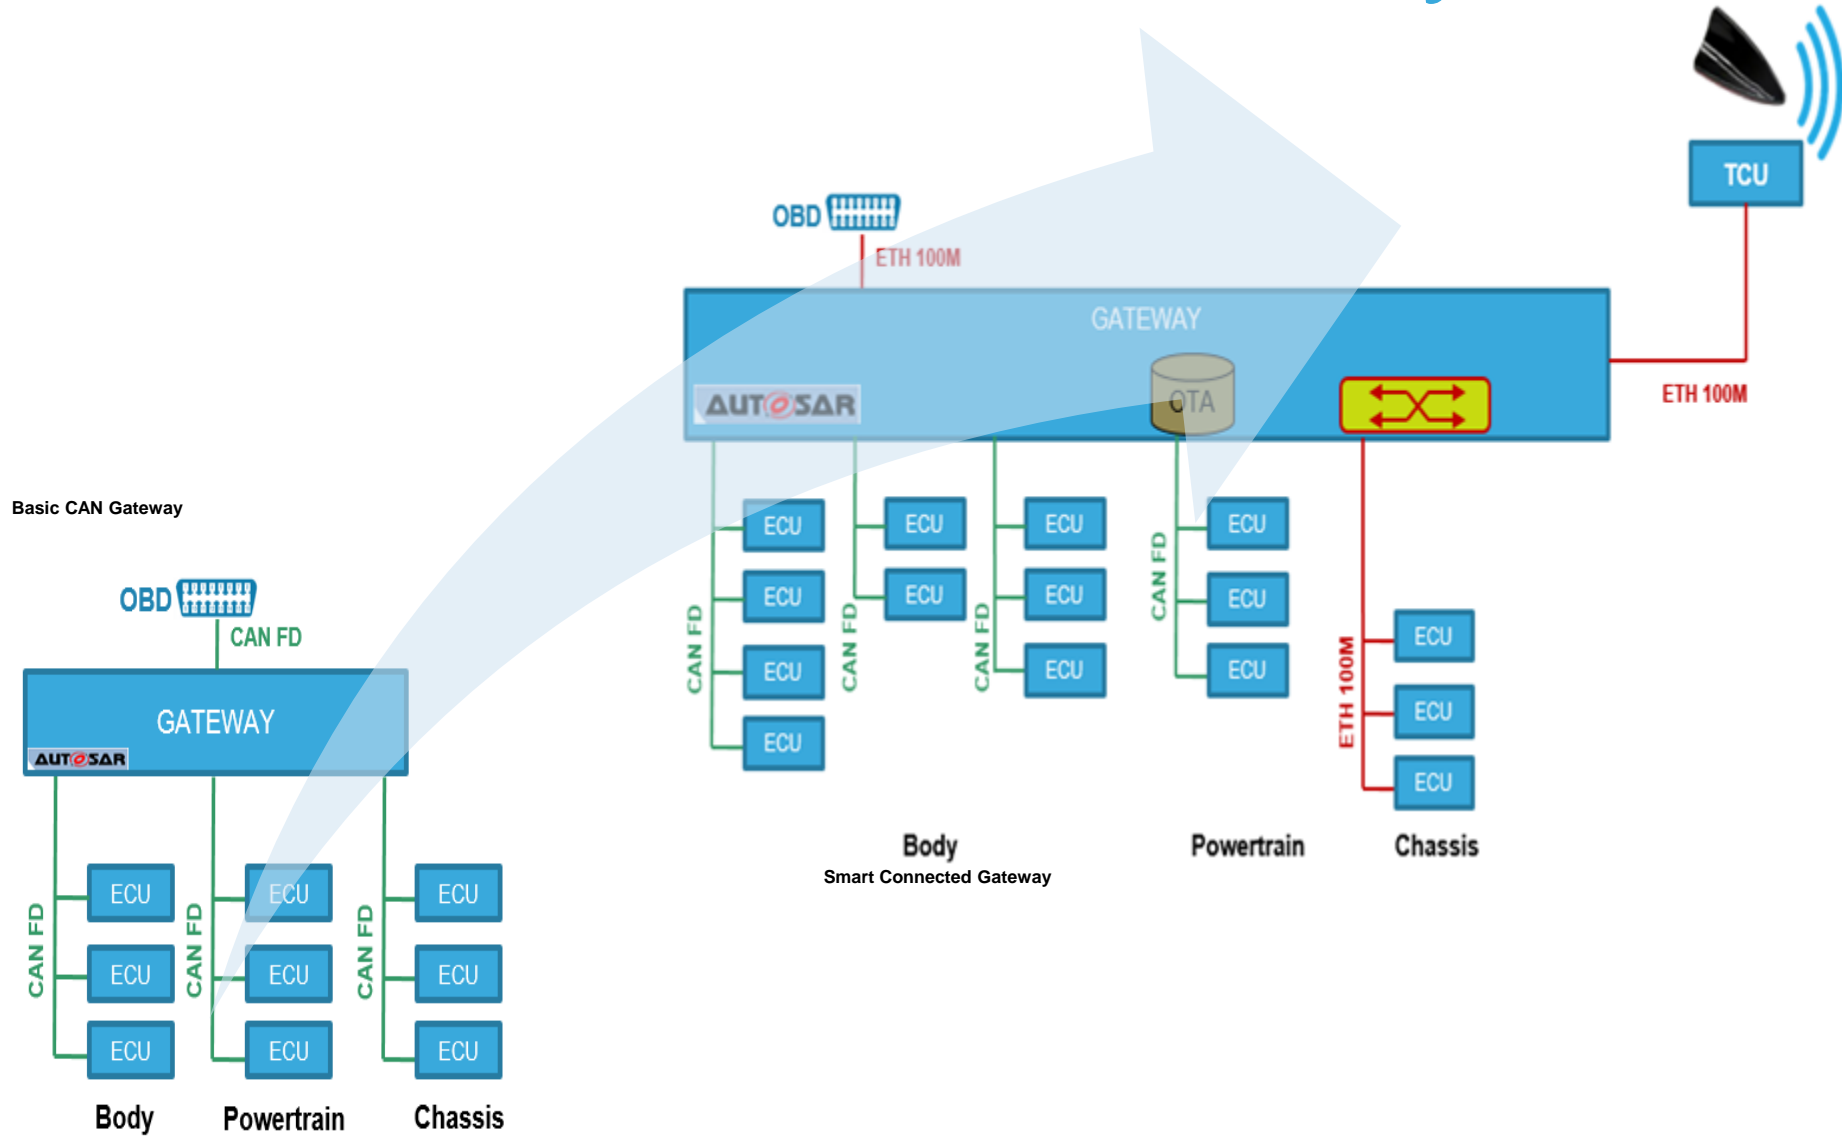 TCU
OBD
ETH 100M
GATEWAY
AUTOSAR
OTA
ETH 100M
ECU
ECU
ECU
ECU
CAN FD
ECU
ECU
CAN FD
ECU
ECU
ECU
CAN FD
ECU
ECU
ECU
CAN FD
ECU
ECU
ECU
ETH 100M
Body
Powertrain
Chassis
Smart Connected Gateway
Basic CAN Gateway
OBD
CAN FD
GATEWAY
AUTOSAR
CAN FD
ECU
ECU
ECU
CAN FD
ECU
ECU
ECU
CAN FD
ECU
ECU
ECU
Body
Powertrain
Chassis